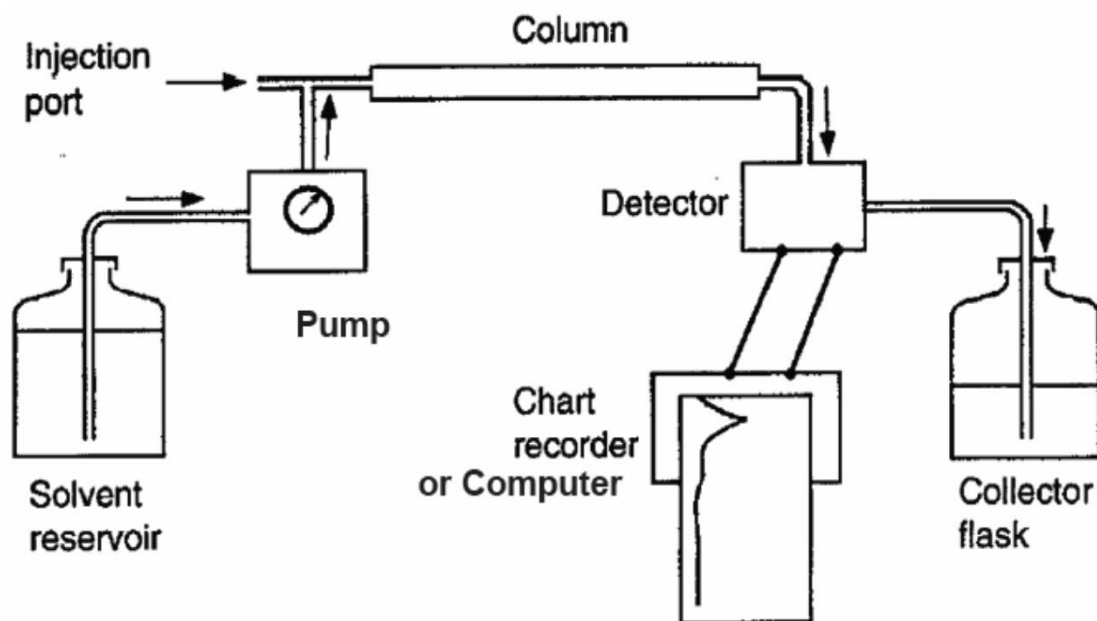 Column
Injection
port
Detector
Pump
Chart
recorder
or Computer
Solvent
reservoir
Collector
flask